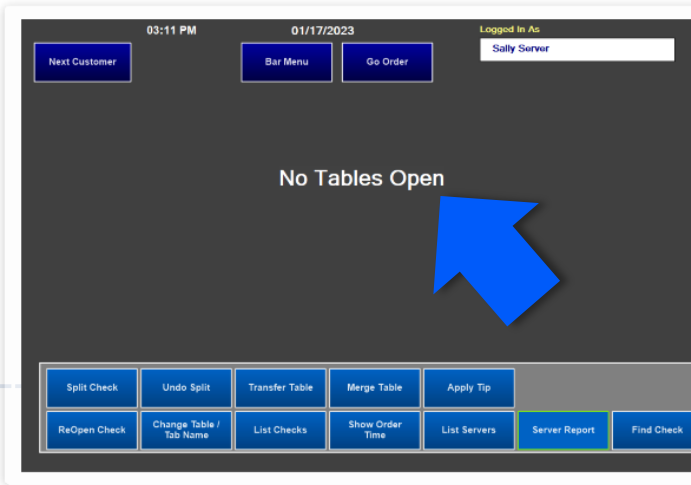 03:11 PM 01/17/2023 Logged In As
Sally Server
Next Customer Bar Menu Go Order
No Tables Open
Split Check Undo Split Transfer Table Merge Table Apply Tip
ReOpen Check Change Table / Tab Name List Checks Show Order Time List Servers Server Report Find Check